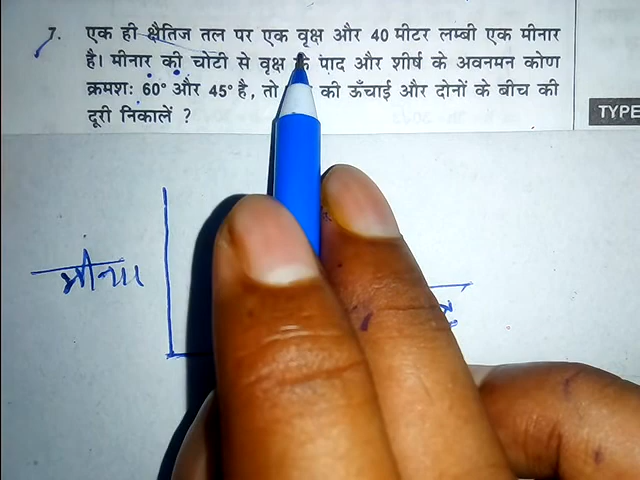 7. एक ही क्षैतिज तल पर एक वृक्ष और 40 मीटर लम्बी एक मीनार
है। मीनार की चोटी से वृक्ष के पाद और शीर्ष के अवनमन कोण
क्रमशः 60° और 45° है, तो की ऊँचाई और दोनों के बीच की
दूरी निकालें ?
TYPE
मीनार